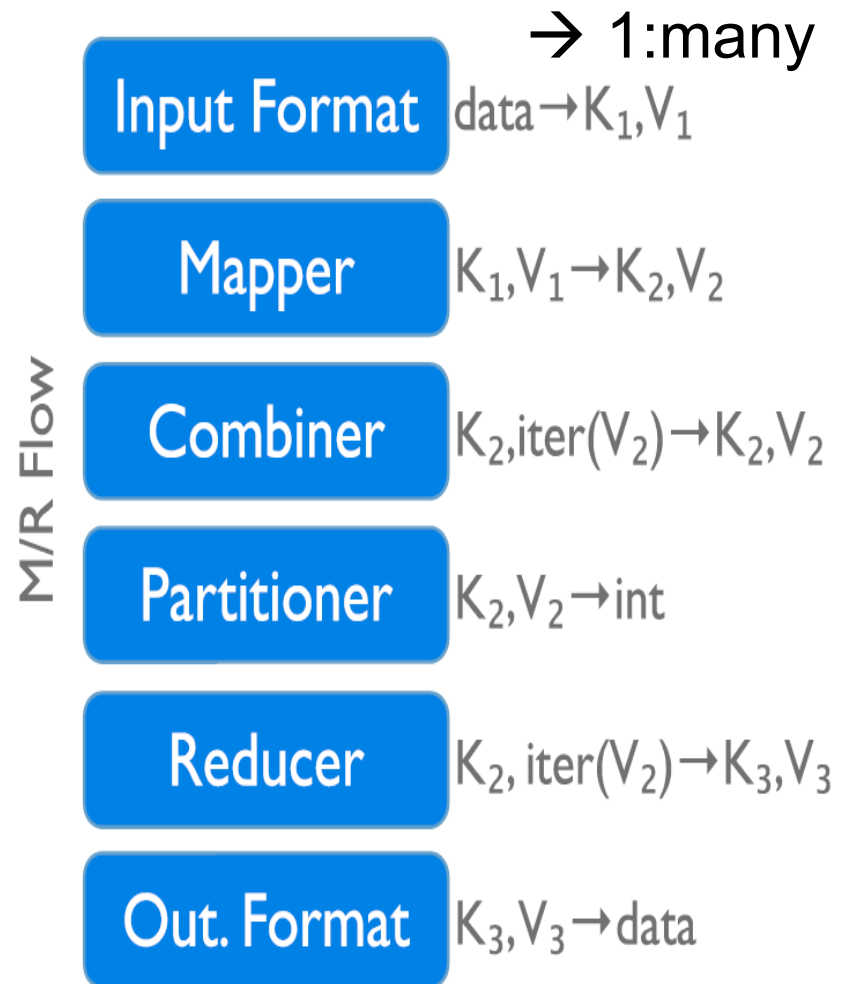 → 1:many
Input Format data→K₁,V₁
Mapper K₁,V₁→K₂,V₂
M/R Flow
Combiner K₂,iter(V₂)→K₂,V₂
Partitioner K₂,V₂→int
Reducer K₂, iter(V₂)→K₃,V₃
Out. Format K₃,V₃→data